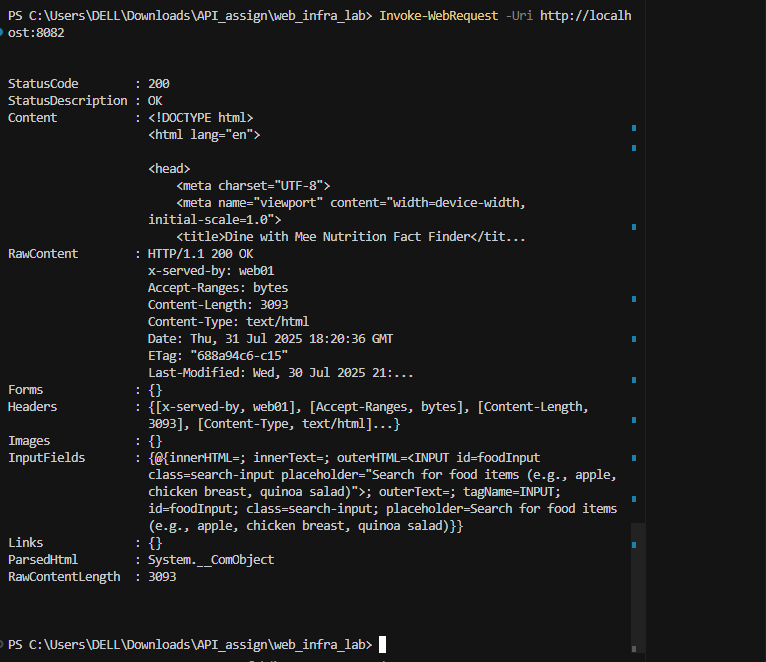 PS C:\Users\DELL\Downloads\API_assign\web_infra_lab> Invoke-WebRequest -Uri http://localh
ost:8082
StatusCode : 200
StatusDescription : OK
Content : <!DOCTYPE html>
<html lang="en">
<head>
<meta charset="UTF-8">
<meta name="viewport" content="width=device-width,
initial-scale=1.0">
<title>Dine with Mee Nutrition Fact Finder</tit...
RawContent : HTTP/1.1 200 OK
x-served-by: web01
Accept-Ranges: bytes
Content-Length: 3093
Content-Type: text/html
Date: Thu, 31 Jul 2025 18:20:36 GMT
ETag: "688a94c6-c15"
Last-Modified: Wed, 30 Jul 2025 21:...
Forms : {}
Headers : {[x-served-by, web01], [Accept-Ranges, bytes], [Content-Length,
3093], [Content-Type, text/html]...}
Images : {}
InputFields : {@{innerHTML=; innerText=; outerHTML=<INPUT id=foodInput
class=search-input placeholder="Search for food items (e.g., apple,
chicken breast, quinoa salad)">; outerText=; tagName=INPUT;
id=foodInput; class=search-input; placeholder=Search for food items
(e.g., apple, chicken breast, quinoa salad)}}
Links : {}
ParsedHtml : System.__ComObject
RawContentLength : 3093
PS C:\Users\DELL\Downloads\API_assign\web_infra_lab>